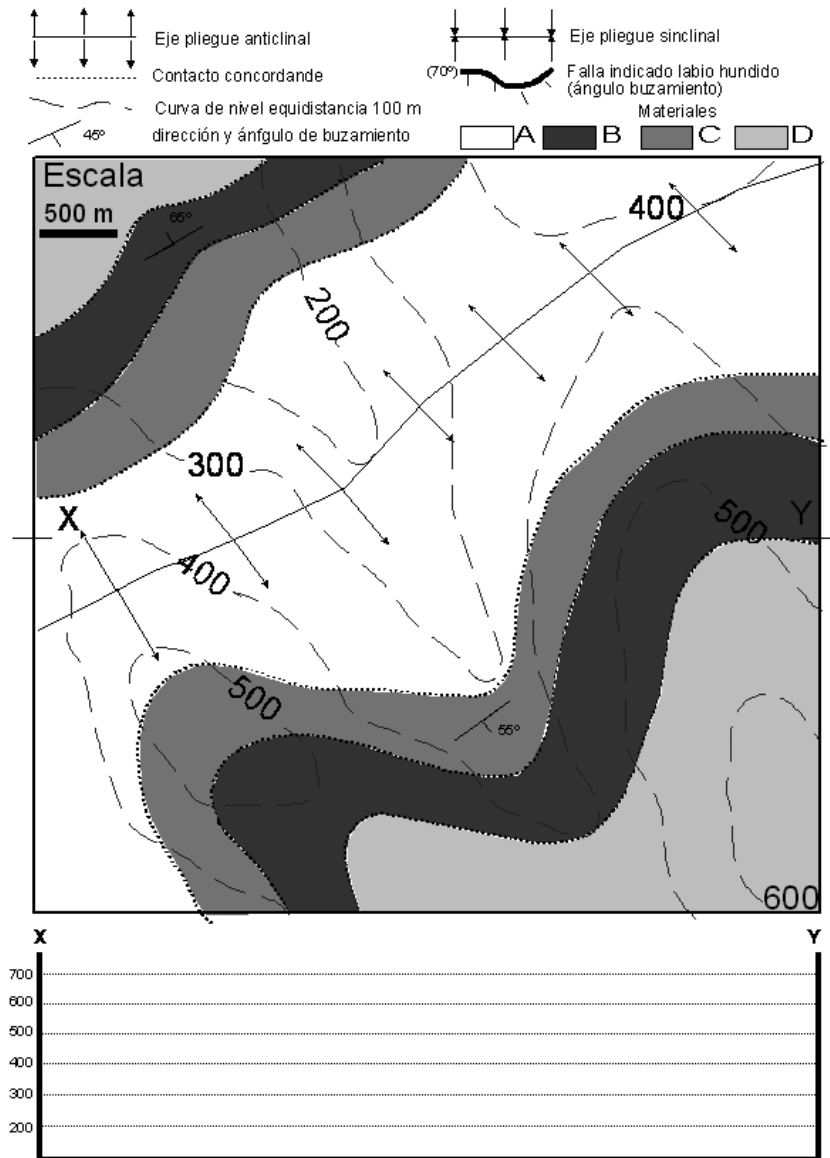 Eje pliegue anticlinal
Eje pliegue sinclinal
Contacto concordande
(70º) Falla indicado labio hundido
(ángulo buzamiento)
Curva de nivel equidistancia 100 m
45º dirección y ánfgulo de buzamiento
Materiales
A B C D
Escala
500 m
65º
400
200
300
X
400
500
Y
500
55º
600
X Y
700
600
500
400
300
200